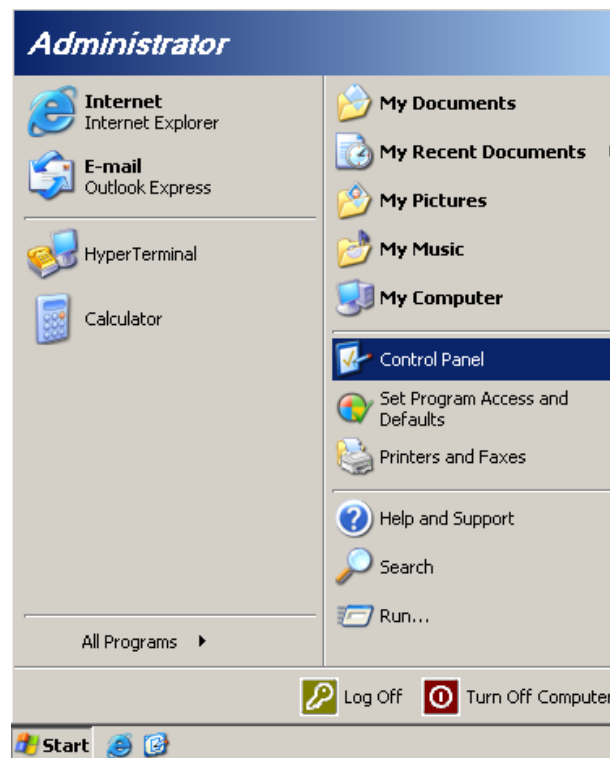 Administrator
Internet
Internet Explorer
E-mail
Outlook Express
HyperTerminal
Calculator
All Programs
My Documents
My Recent Documents
My Pictures
My Music
My Computer
Control Panel
Set Program Access and
Defaults
Printers and Faxes
Help and Support
Search
Run...
Log Off
Turn Off Computer
Start